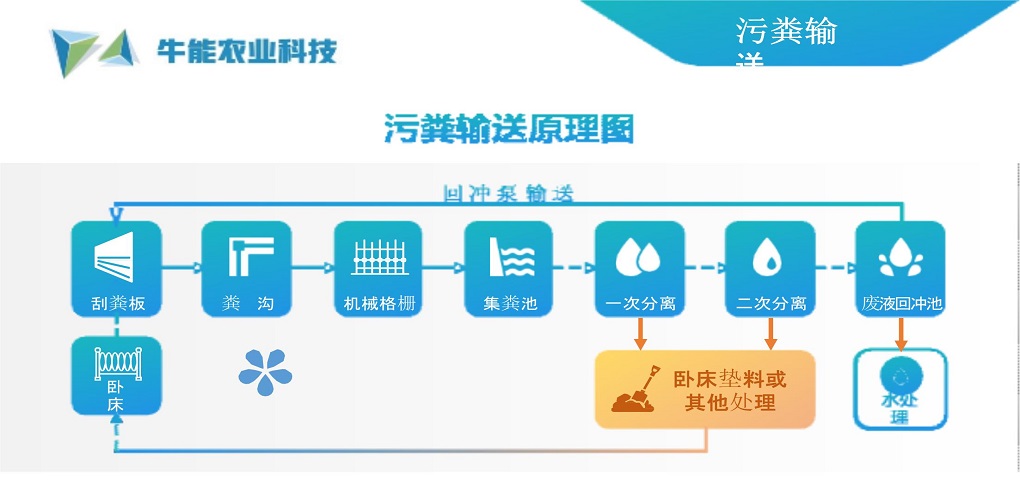 牛能农业科技
污粪输
送
污粪输送原理图
回冲泵输送
刮粪板
粪 沟
机械格栅
集粪池
一次分离
二次分离
废液回冲池
卧
床
卧床垫料或
其他处理
水处
理